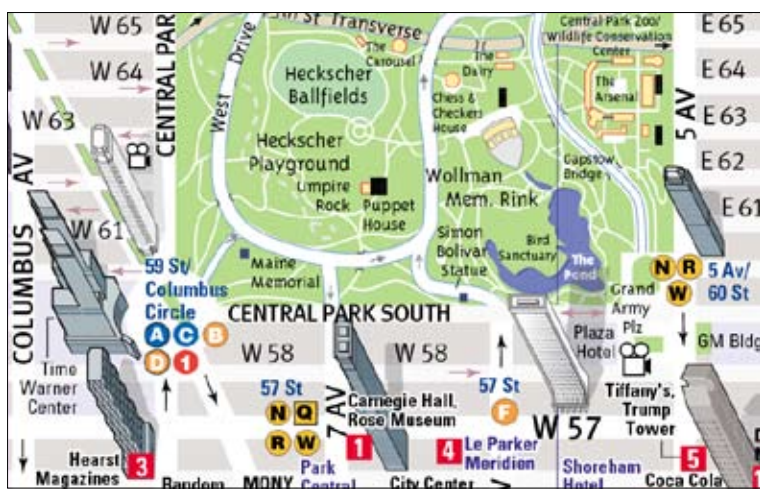 W 65
W 64
W 63
W 61
CENTRAL PAR
COLUMBUS
AV
West Drive
h St Transverse
The
Carousel
Heckscher
Ballfields
Heckscher
Playground
Umpire
Rock
Puppet
House
The
Dairy
Chess &
Checkers
House
Wollman
Mem. Rink
Central Park Zoo/
Wildlife Conservation
Center
The
Arsenal
Gapstow
Bridge
Simon
Bolivar
Statue
Bird
Sanctuary
The
Pond
Maine
Memorial
5 AV
E 65
E 64
E 63
E 62
E 61
59 St/
Columbus
Circle
A C B
D 1
CENTRAL PARK SOUTH
Grand
Army
Plz
N R
W
5 Av/
60 St
Plaza
Hotel
GM Bldg
Time
Warner
Center
W 58
W 58
57 St
N Q
R W
7 AV
Carnegie Hall,
Rose Museum
57 St
F
W 57
Tiffany's,
Trump
Tower
Hearst
Magazines
3
1
4
Le Parker
Meridien
5
Random
MONY
Park
Central
City Center
Shoreham
Hotel
Coca Cola